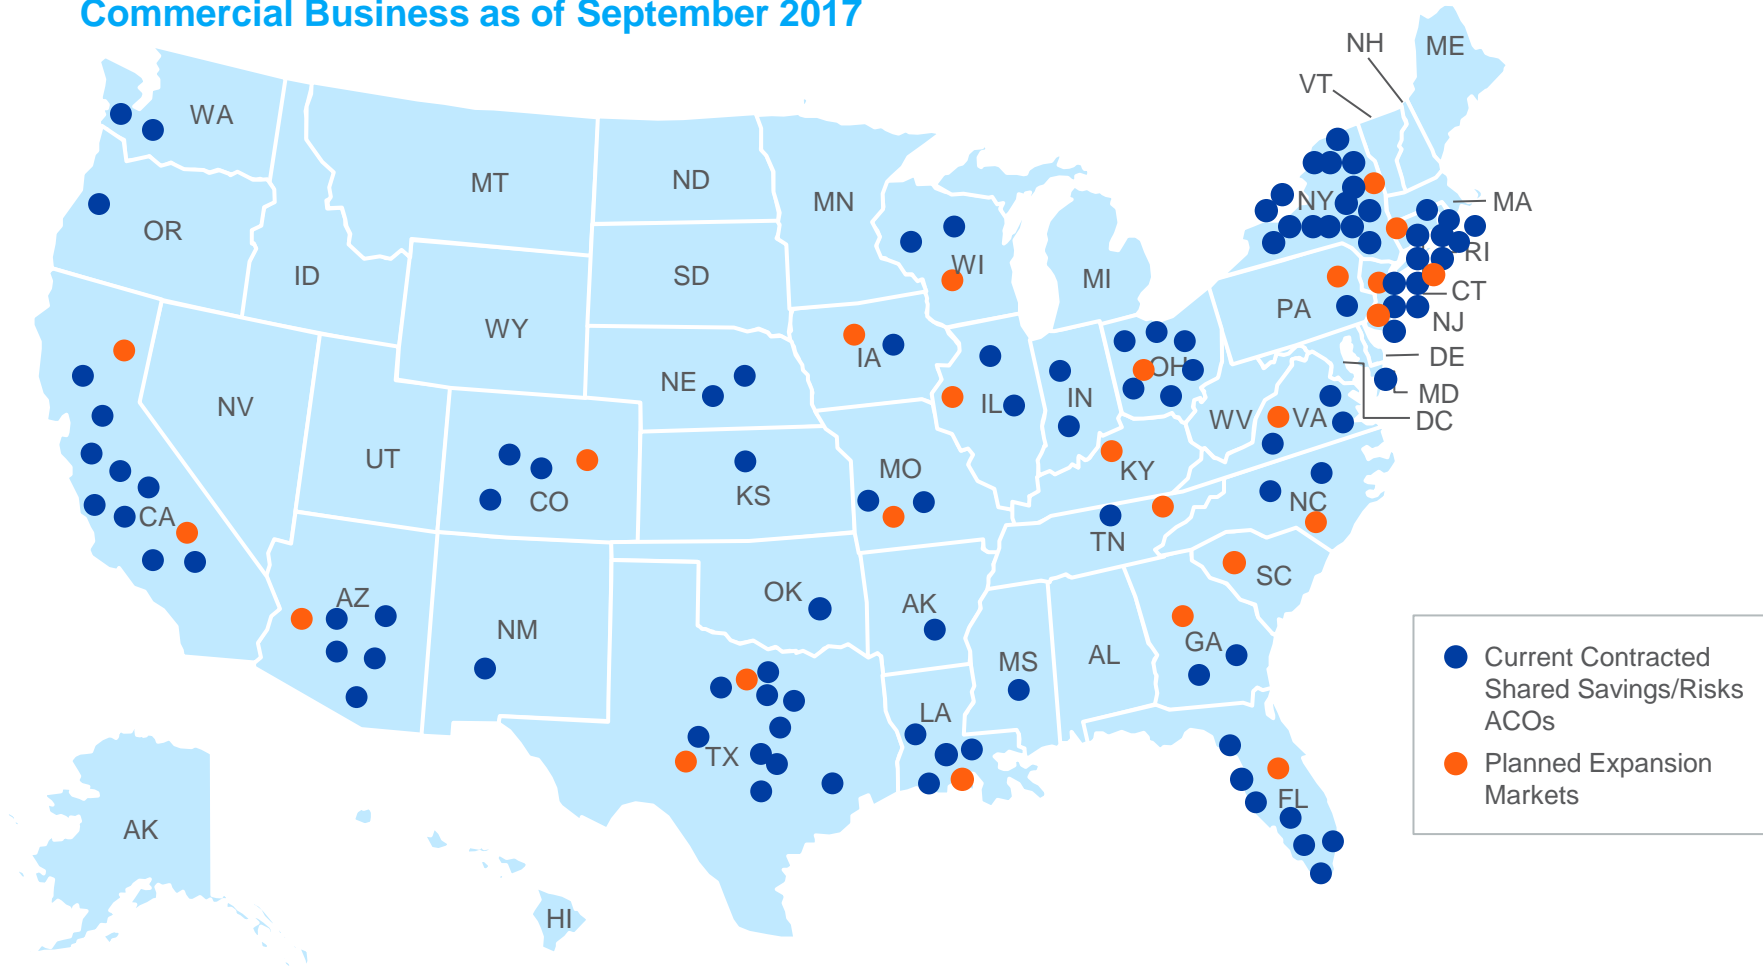 Commercial Business as of September 2017
NH
ME
VT
WA
MT
ND
MN
NY
MA
OR
ID
SD
WI
MI
RI
WY
PA
CT
NJ
IA
OH
DE
NE
NV
IL
IN
WV
VA
MD
DC
UT
CO
KS
MO
KY
CA
NC
TN
AZ
NM
OK
AK
SC
MS
AL
GA
LA
TX
FL
AK
HI
Current Contracted
Shared Savings/Risks
ACOs
Planned Expansion
Markets